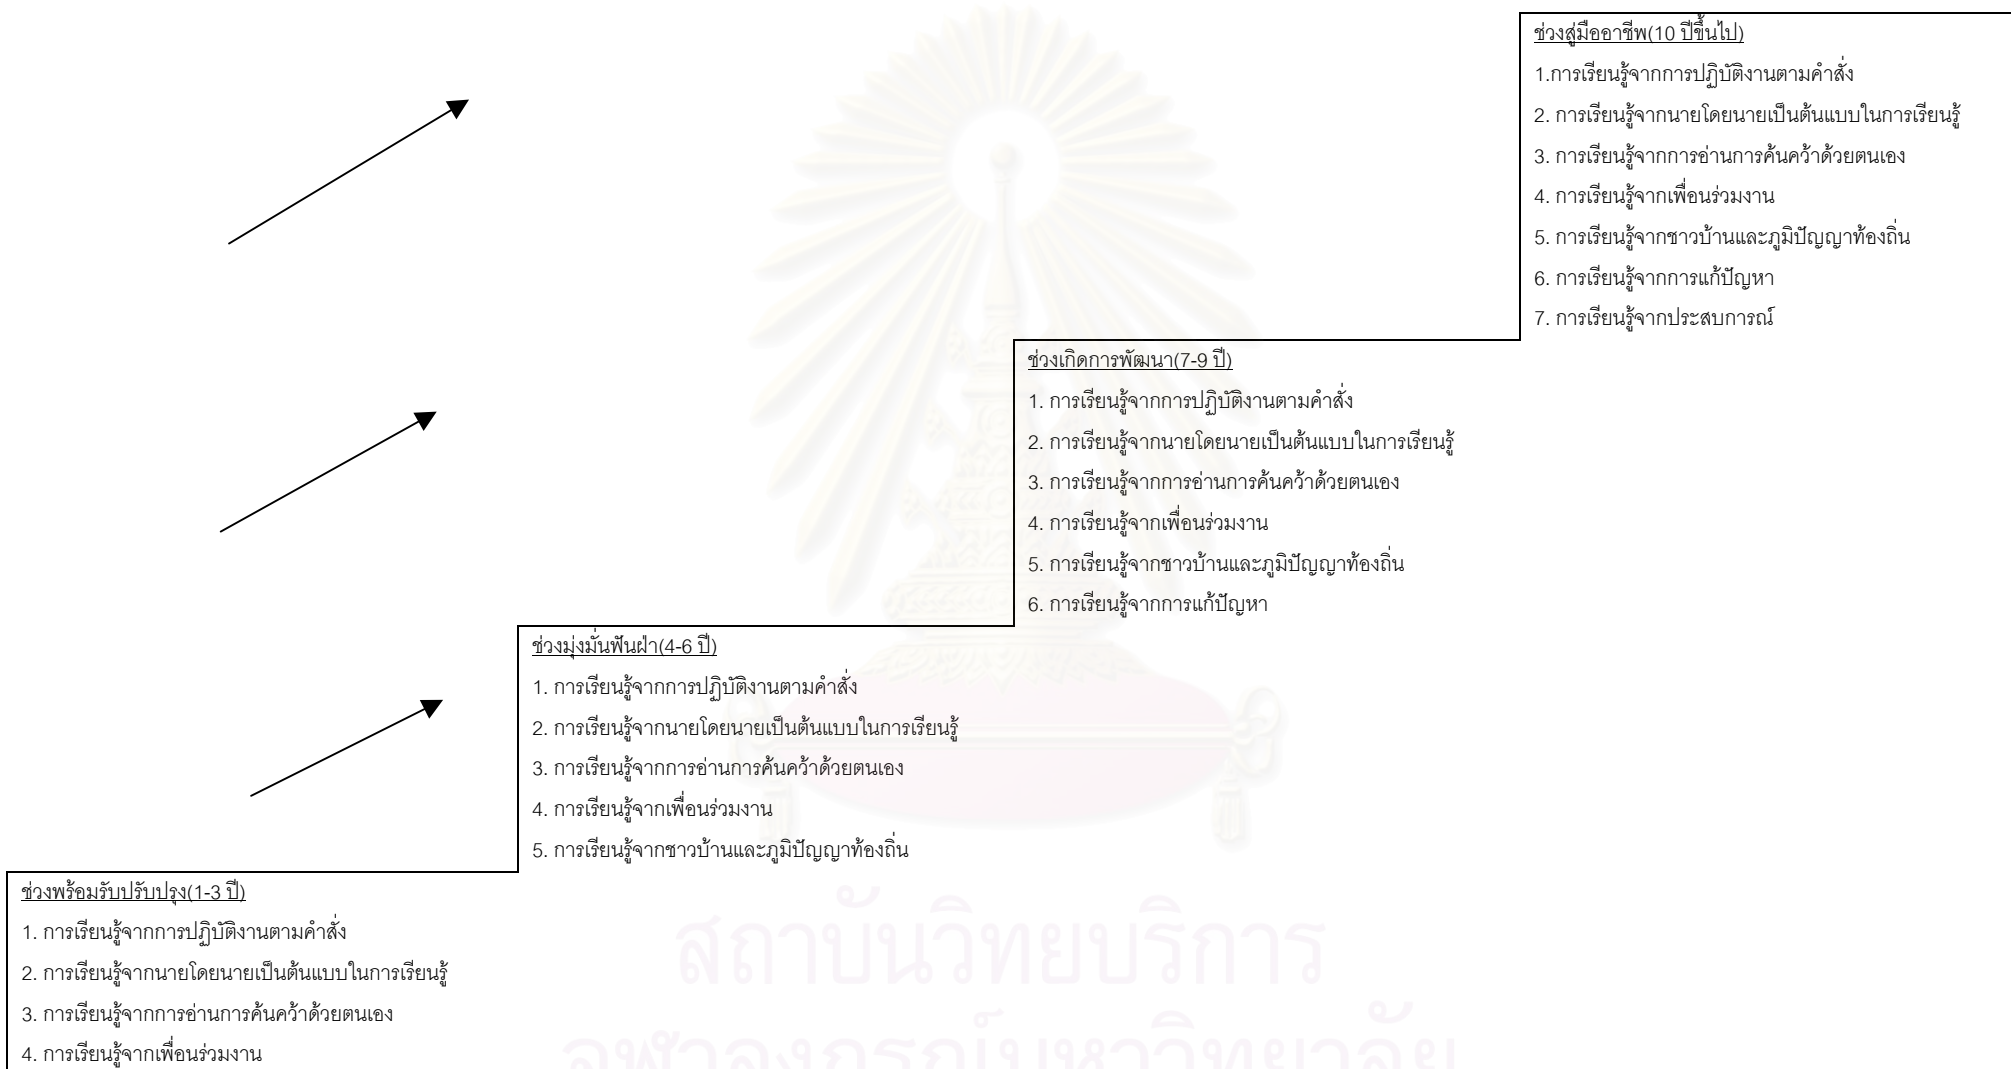 ช่วงสู่มืออาชีพ(10 ปีขึ้นไป)
1.การเรียนรู้จากการปฏิบัติงานตามคำสั่ง
2. การเรียนรู้จากนายโดยนายเป็นต้นแบบในการเรียนรู้
3. การเรียนรู้จากการอ่านการค้นคว้าด้วยตนเอง
4. การเรียนรู้จากเพื่อนร่วมงาน
5. การเรียนรู้จากชาวบ้านและภูมิปัญญาท้องถิ่น
6. การเรียนรู้จากการแก้ปัญหา
7. การเรียนรู้จากประสบการณ์
ช่วงเกิดการพัฒนา(7-9 ปี)
1. การเรียนรู้จากการปฏิบัติงานตามคำสั่ง
2. การเรียนรู้จากนายโดยนายเป็นต้นแบบในการเรียนรู้
3. การเรียนรู้จากการอ่านการค้นคว้าด้วยตนเอง
4. การเรียนรู้จากเพื่อนร่วมงาน
5. การเรียนรู้จากชาวบ้านและภูมิปัญญาท้องถิ่น
6. การเรียนรู้จากการแก้ปัญหา
ช่วงมุ่งมั่นฟันฝ่า(4-6 ปี)
1. การเรียนรู้จากการปฏิบัติงานตามคำสั่ง
2. การเรียนรู้จากนายโดยนายเป็นต้นแบบในการเรียนรู้
3. การเรียนรู้จากการอ่านการค้นคว้าด้วยตนเอง
4. การเรียนรู้จากเพื่อนร่วมงาน
5. การเรียนรู้จากชาวบ้านและภูมิปัญญาท้องถิ่น
ช่วงพร้อมรับปรับปรุง(1-3 ปี)
1. การเรียนรู้จากการปฏิบัติงานตามคำสั่ง
2. การเรียนรู้จากนายโดยนายเป็นต้นแบบในการเรียนรู้
3. การเรียนรู้จากการอ่านการค้นคว้าด้วยตนเอง
4. การเรียนรู้จากเพื่อนร่วมงาน
สถาบันวิทยบริการ
จุฬาลงกรณ์มหาวิทยาลัย